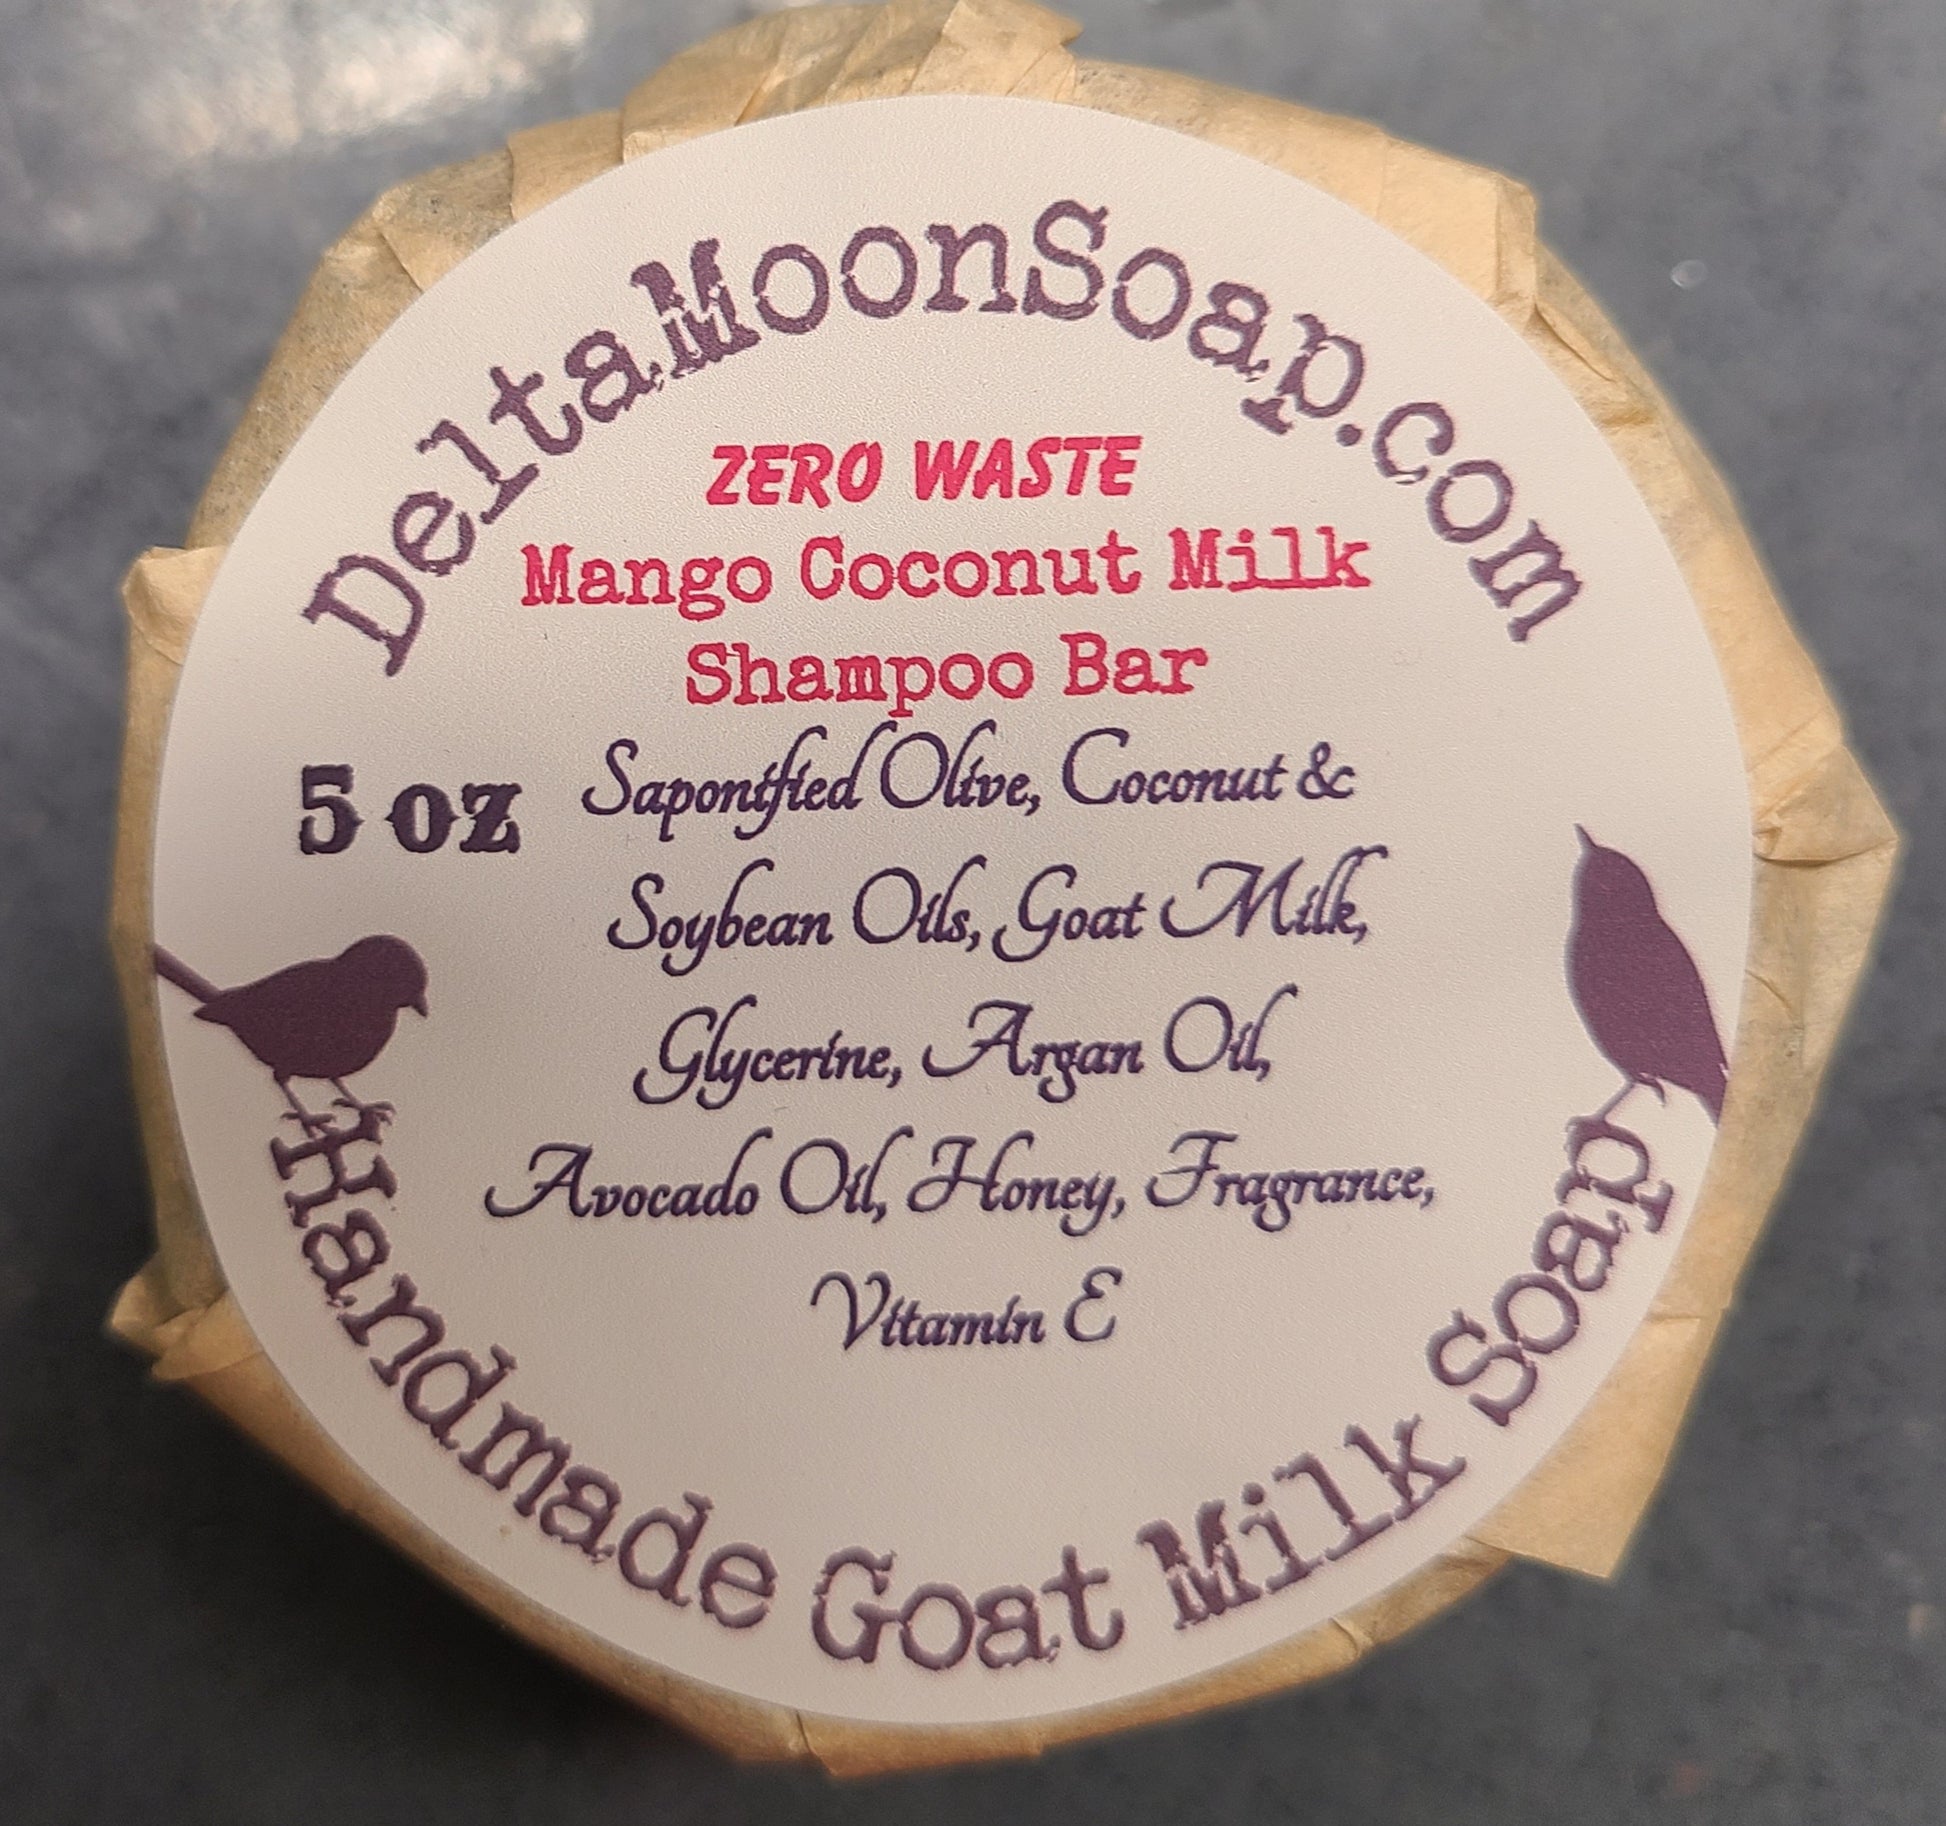 DeltaMoonSoap.com
ZERO WASTE
Mango Coconut Milk
Shampoo Bar
5 oz
Saponified Olive, Coconut &
Soybean Oils, Goat Milk,
Glycerine, Argan Oil,
Avocado Oil, Honey, Fragrance,
Vitamin E
Handmade Goat Milk Soap